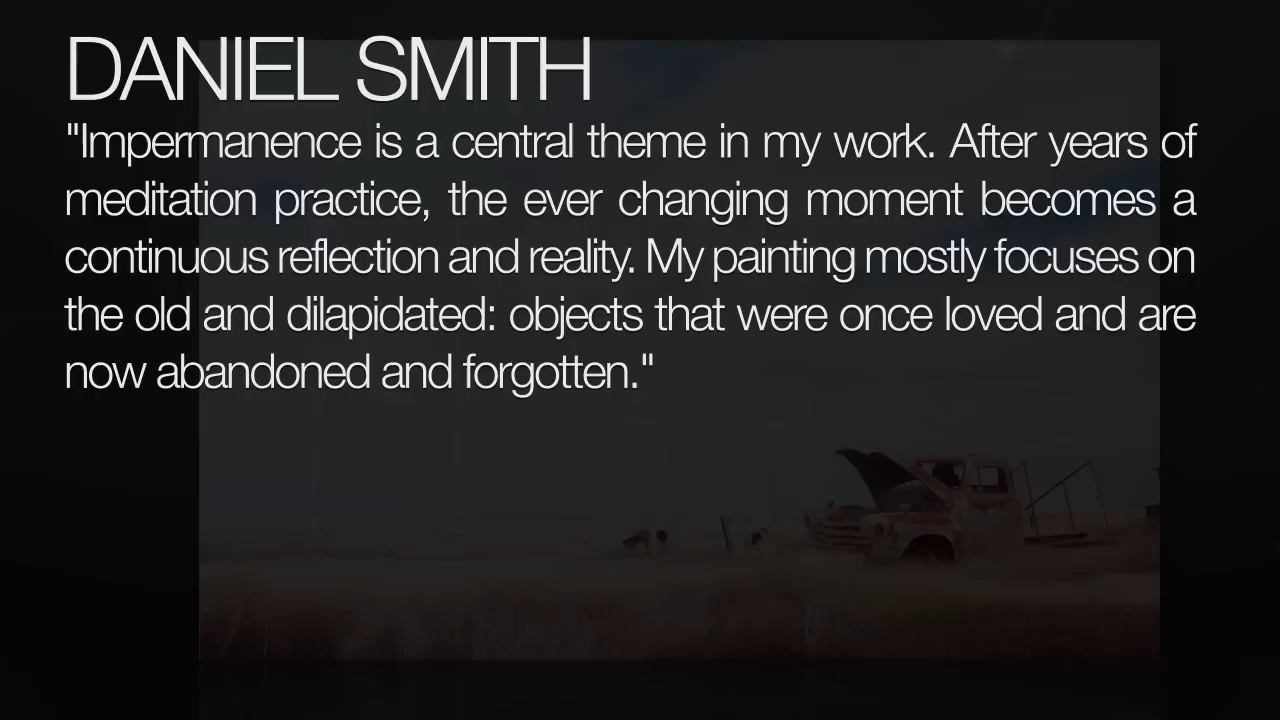 DANIEL SMITH
"Impermanence is a central theme in my work. After years of
meditation practice, the ever changing moment becomes a
continuous reflection and reality. My painting mostly focuses on
the old and dilapidated: objects that were once loved and are
now abandoned and forgotten."